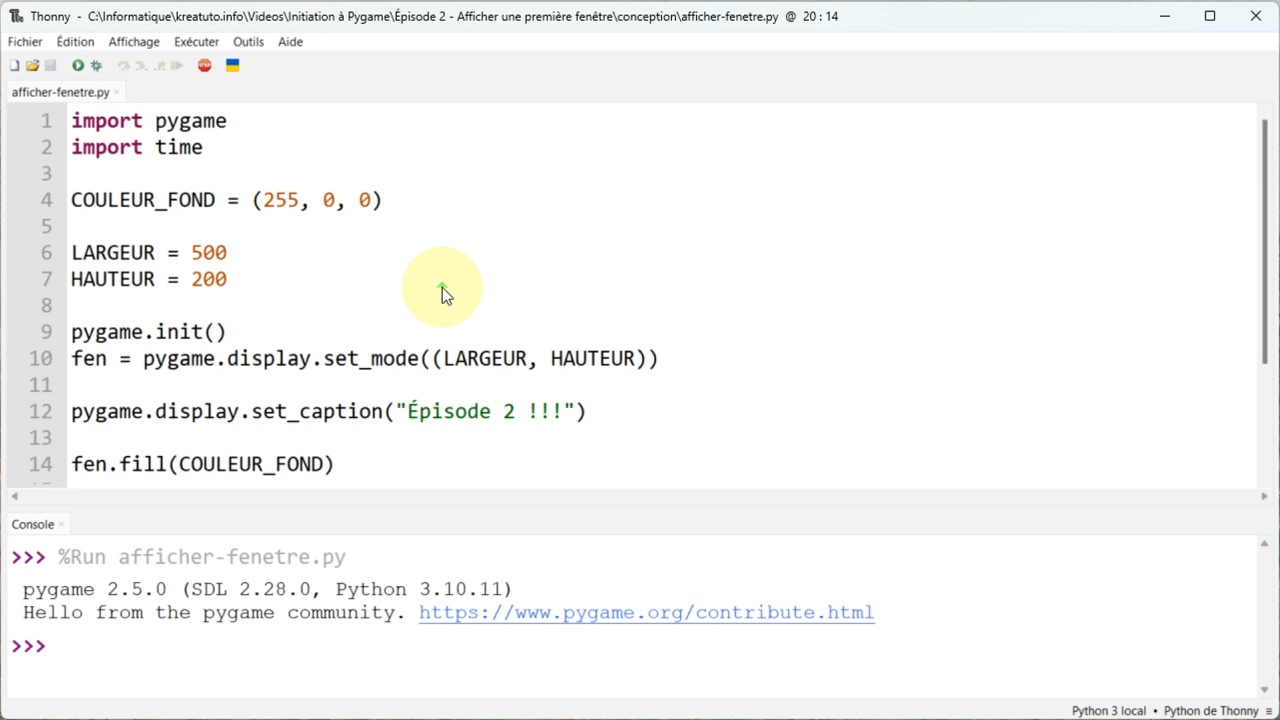 Thonny - C:\Informatique\kreatuto.info\Videos\Initiation à Pygame\Épisode 2 - Afficher une première fenêtre\conception\afficher-fenetre.py @ 20 : 14
Fichier Édition Affichage Exécuter Outils Aide
STOP
afficher-fenetre.py ×
1 import pygame
2 import time
3
4 COULEUR_FOND = (255, 0, 0)
5
6 LARGEUR = 500
7 HAUTEUR = 200
8
9 pygame.init()
10 fen = pygame.display.set_mode((LARGEUR, HAUTEUR))
11
12 pygame.display.set_caption("Épisode 2 !!!")
13
14 fen.fill(COULEUR_FOND)
Console ×
>>> %Run afficher-fenetre.py
pygame 2.5.0 (SDL 2.28.0, Python 3.10.11)
Hello from the pygame community. https://www.pygame.org/contribute.html
>>>
Python 3 local • Python de Thonny ≡